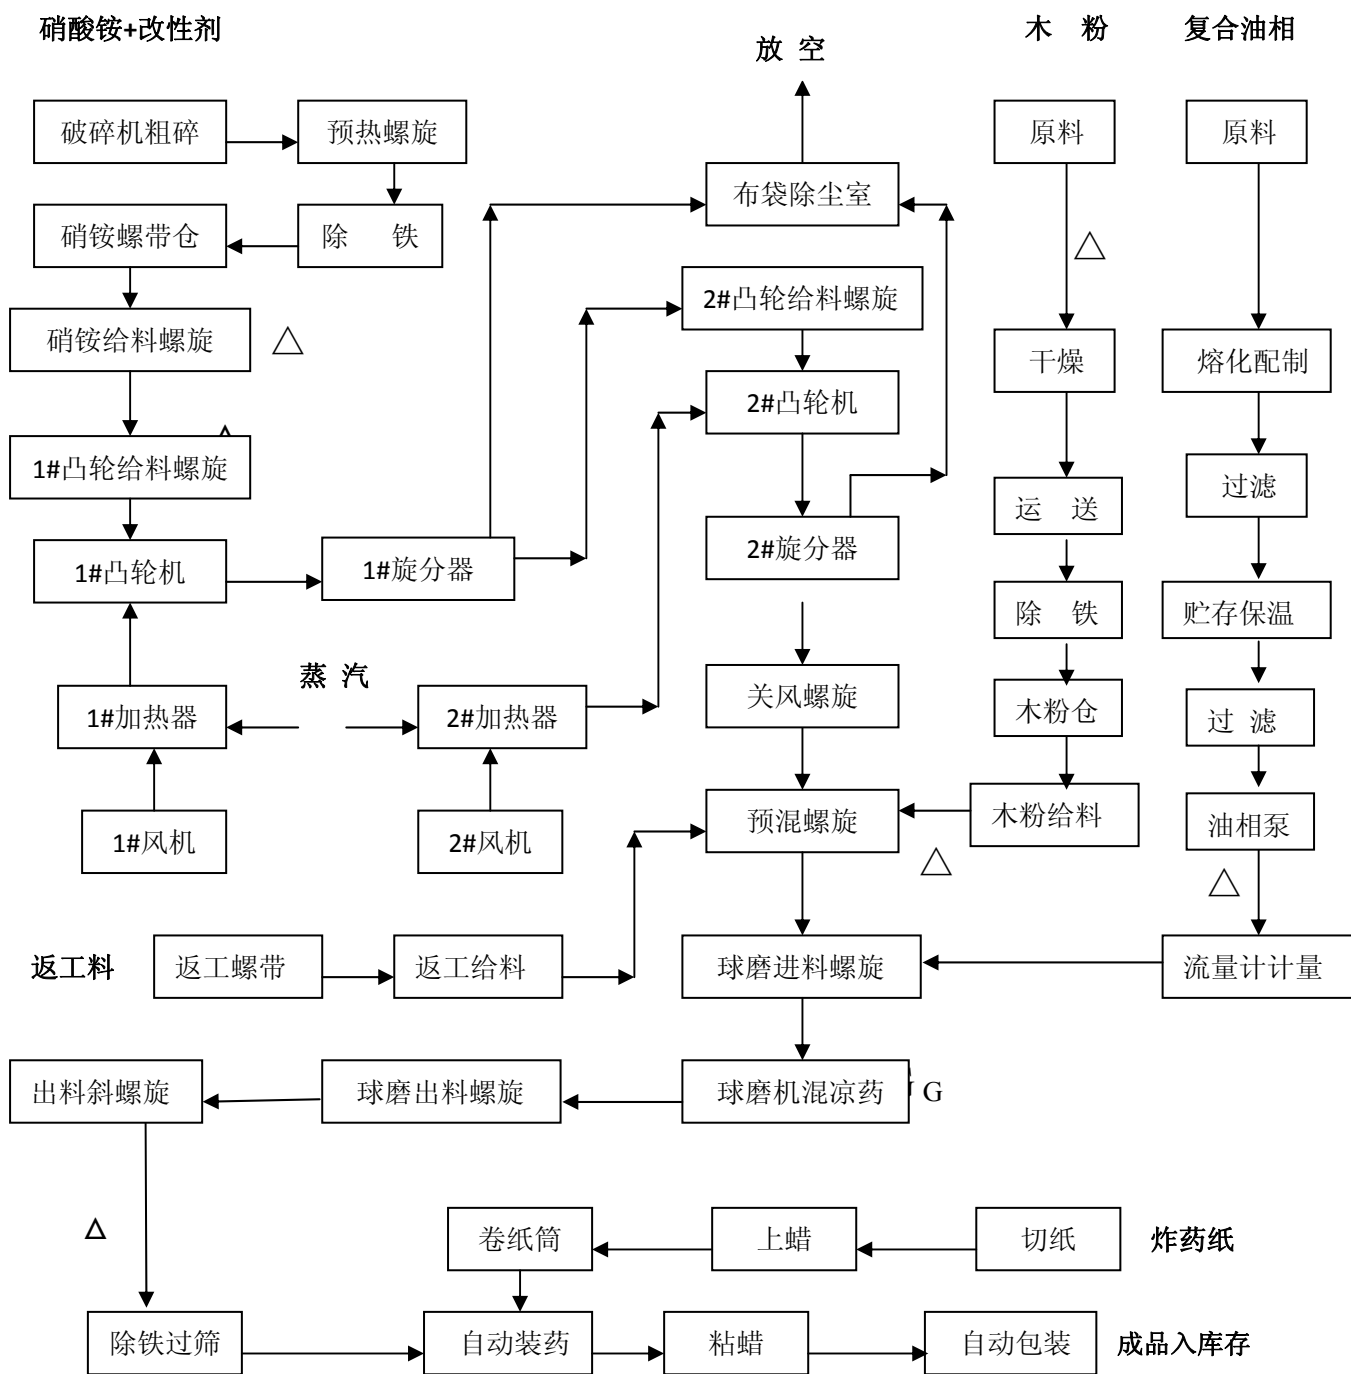 硝酸铵+改性剂
放 空
木 粉
复合油相
破碎机粗碎
预热螺旋
原料
原料
布袋除尘室
硝铵螺带仓
除 铁
2#凸轮给料螺旋
硝铵给料螺旋
干燥
熔化配制
2#凸轮机
1#凸轮给料螺旋
运 送
过滤
1#凸轮机
1#旋分器
2#旋分器
除 铁
贮存保温
蒸 汽
关风螺旋
木粉仓
1#加热器
2#加热器
过 滤
预混螺旋
木粉给料
油相泵
1#风机
2#风机
返工料
返工螺带
返工给料
球磨进料螺旋
流量计计量
出料斜螺旋
球磨出料螺旋
球磨机混凉药
G
卷纸筒
上蜡
切纸
炸药纸
除铁过筛
自动装药
粘蜡
自动包装
成品入库存